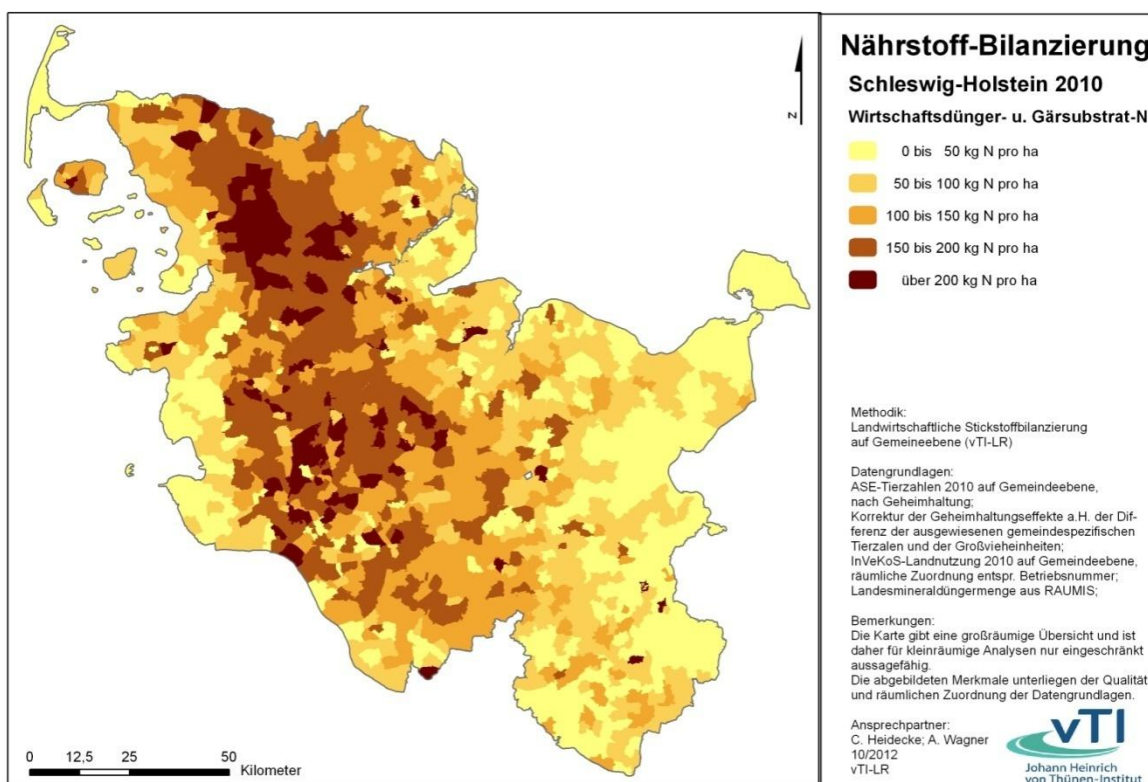 Nährstoff-Bilanzierung
Schleswig-Holstein 2010
Wirtschaftsdünger- u. Gärsubstrat-N
0 bis 50 kg N pro ha
50 bis 100 kg N pro ha
100 bis 150 kg N pro ha
150 bis 200 kg N pro ha
über 200 kg N pro ha
N
Methodik:
Landwirtschaftliche Stickstoffbilanzierung
auf Gemeineebene (vTI-LR)
Datengrundlagen:
ASE-Tierzahlen 2010 auf Gemeindeebene,
nach Geheimhaltung;
Korrektur der Geheimhaltungseffekte a.H. der Dif-
ferenz der ausgewiesenen gemeindespezifischen
Tierzalen und der Großvieheinheiten;
InVeKoS-Landnutzung 2010 auf Gemeindeebene,
räumliche Zuordnung entspr. Betriebsnummer;
Landesmineraldüngermenge aus RAUMIS;
Bemerkungen:
Die Karte gibt eine großräumige Übersicht und ist
daher für kleinräumige Analysen nur eingeschränkt
aussagefähig.
Die abgebildeten Merkmale unterliegen der Qualität
und räumlichen Zuordnung der Datengrundlagen.
Ansprechpartner:
C. Heidecke; A. Wagner
10/2012
vTI-LR
vTI
Johann Heinrich
von Thünen-Institut
0 12,5 25 50
Kilometer